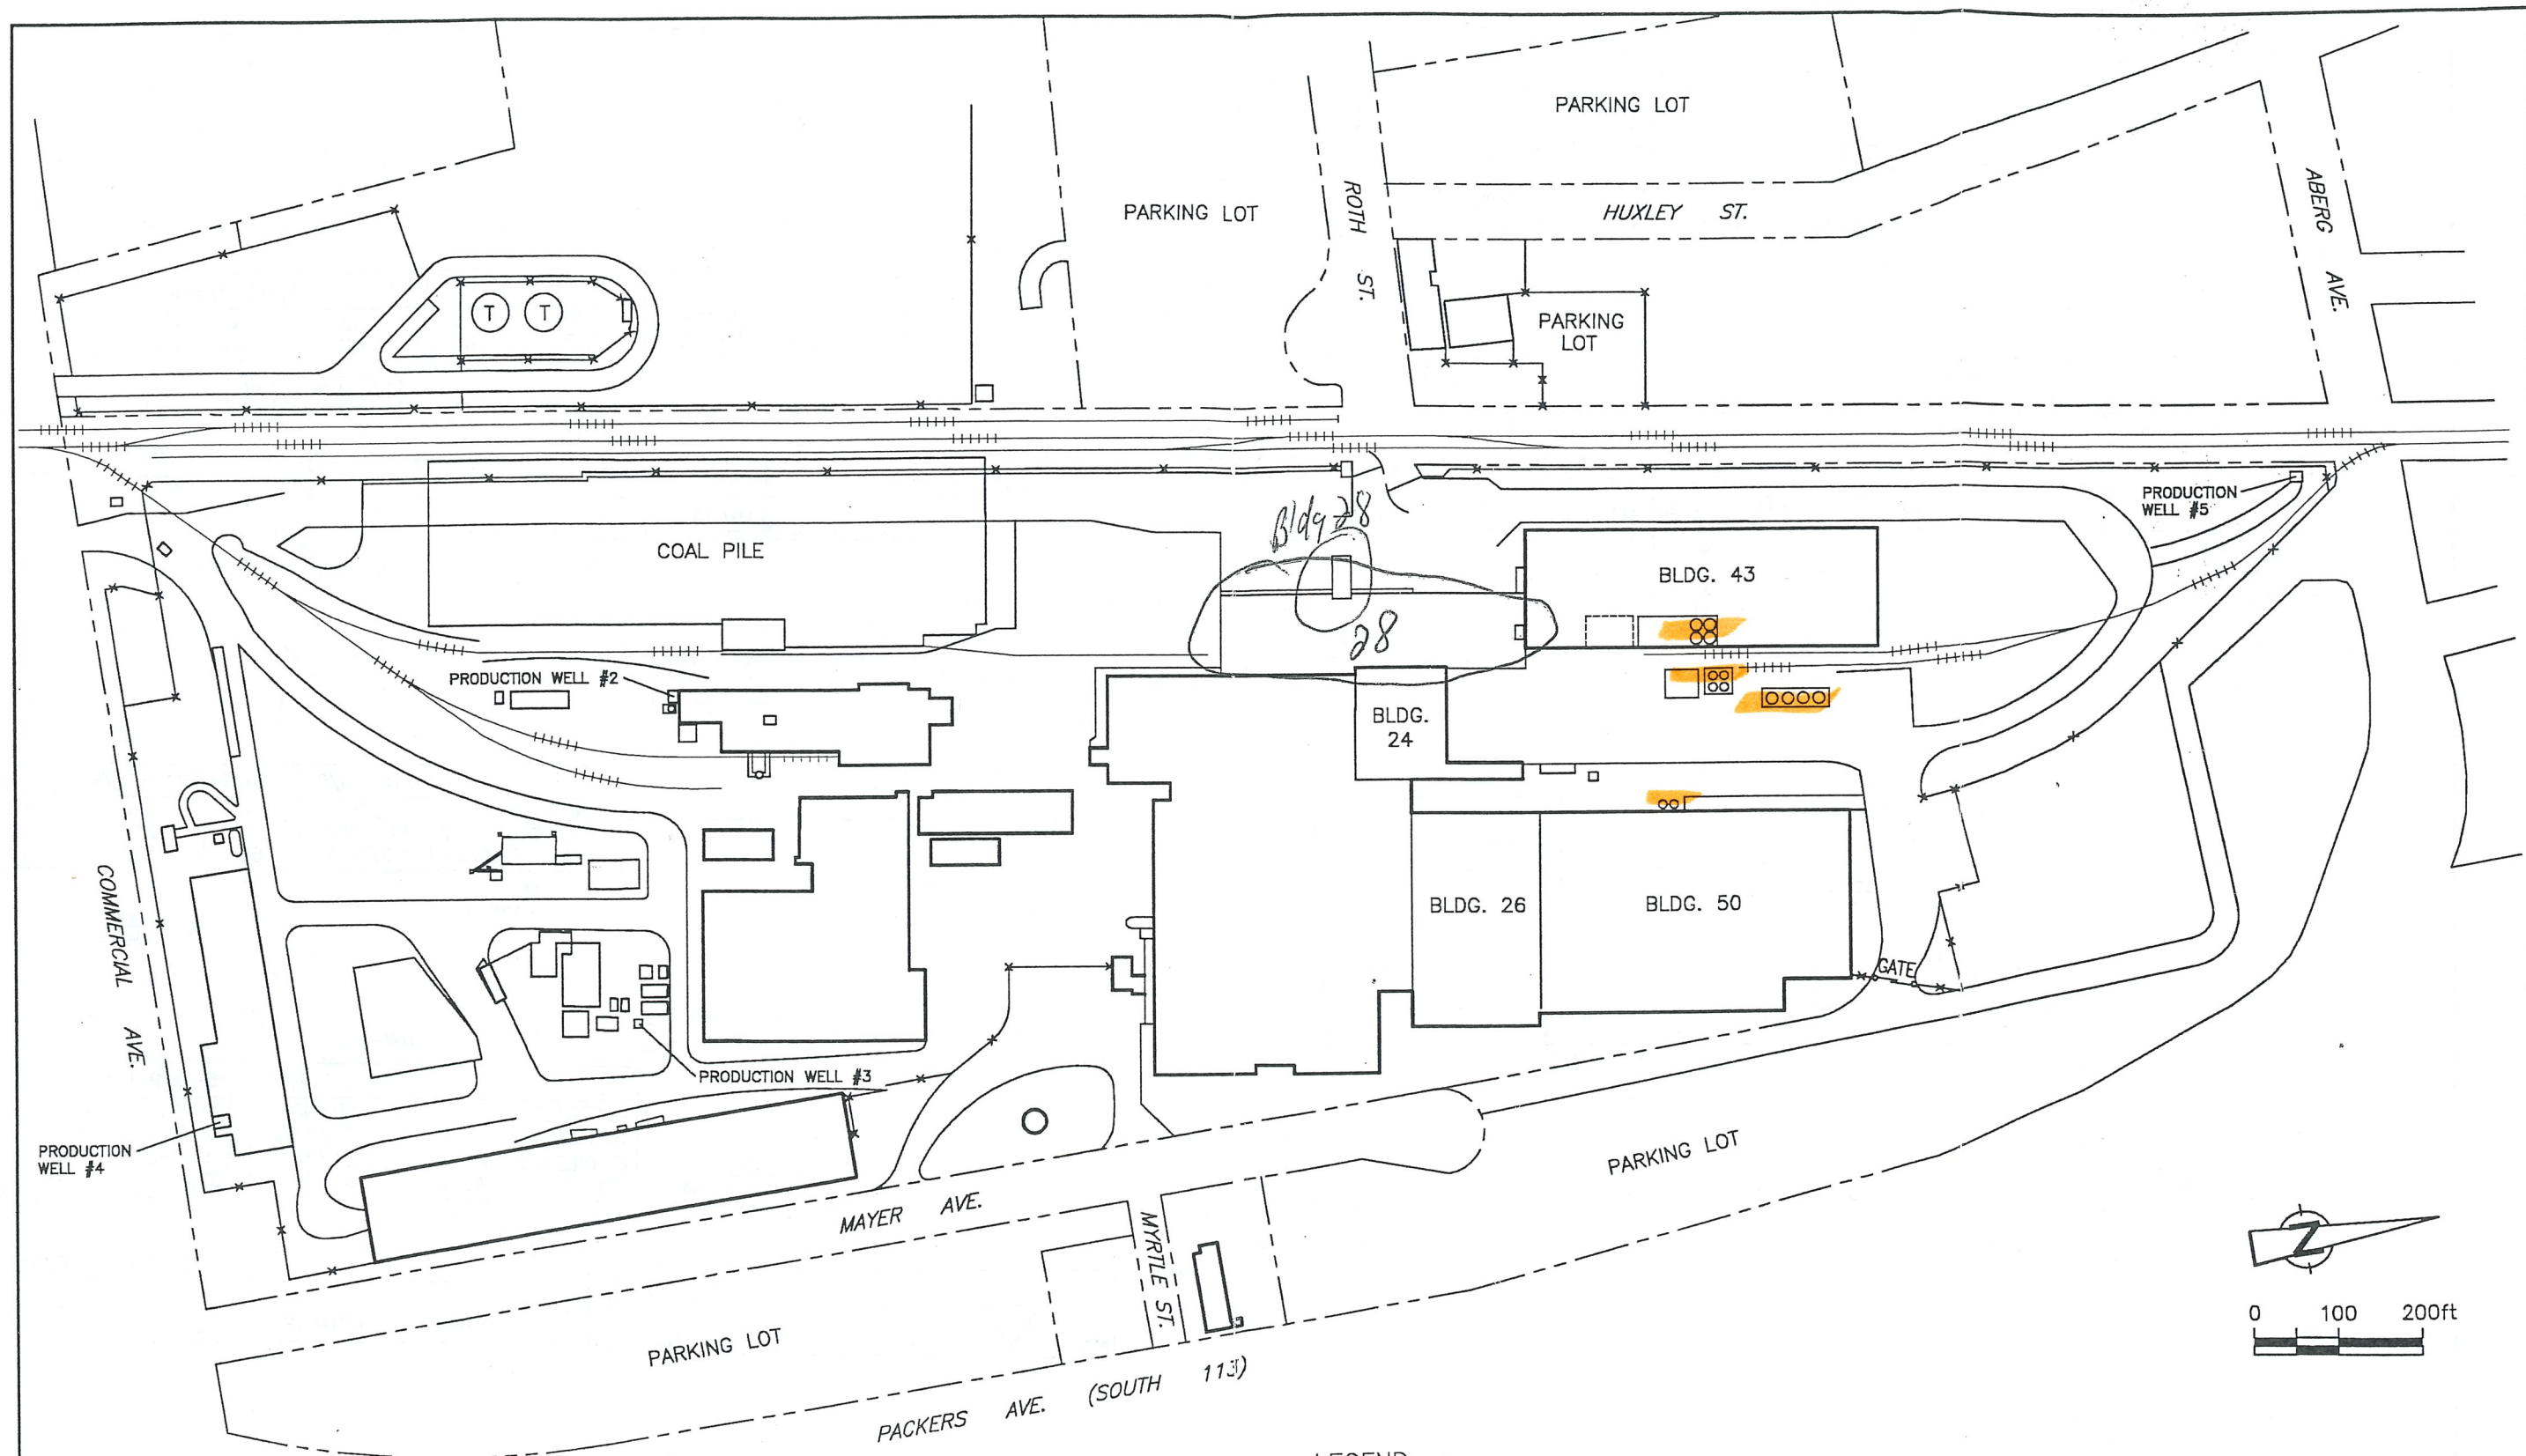 PARKING LOT
PARKING LOT
ROTH ST.
HUXLEY ST.
ABERG AVE.
T T
PARKING
LOT
PRODUCTION
WELL #5
Bldg 28
COAL PILE
BLDG. 43
28
PRODUCTION WELL #2
BLDG.
24
COMMERCIAL AVE.
BLDG. 26
BLDG. 50
GATE
PRODUCTION WELL #3
PRODUCTION
WELL #4
PARKING LOT
MAYER AVE.
MYRTLE ST.
Z
0 100 200ft
PARKING LOT
PACKERS AVE. (SOUTH 113)
LEGEND